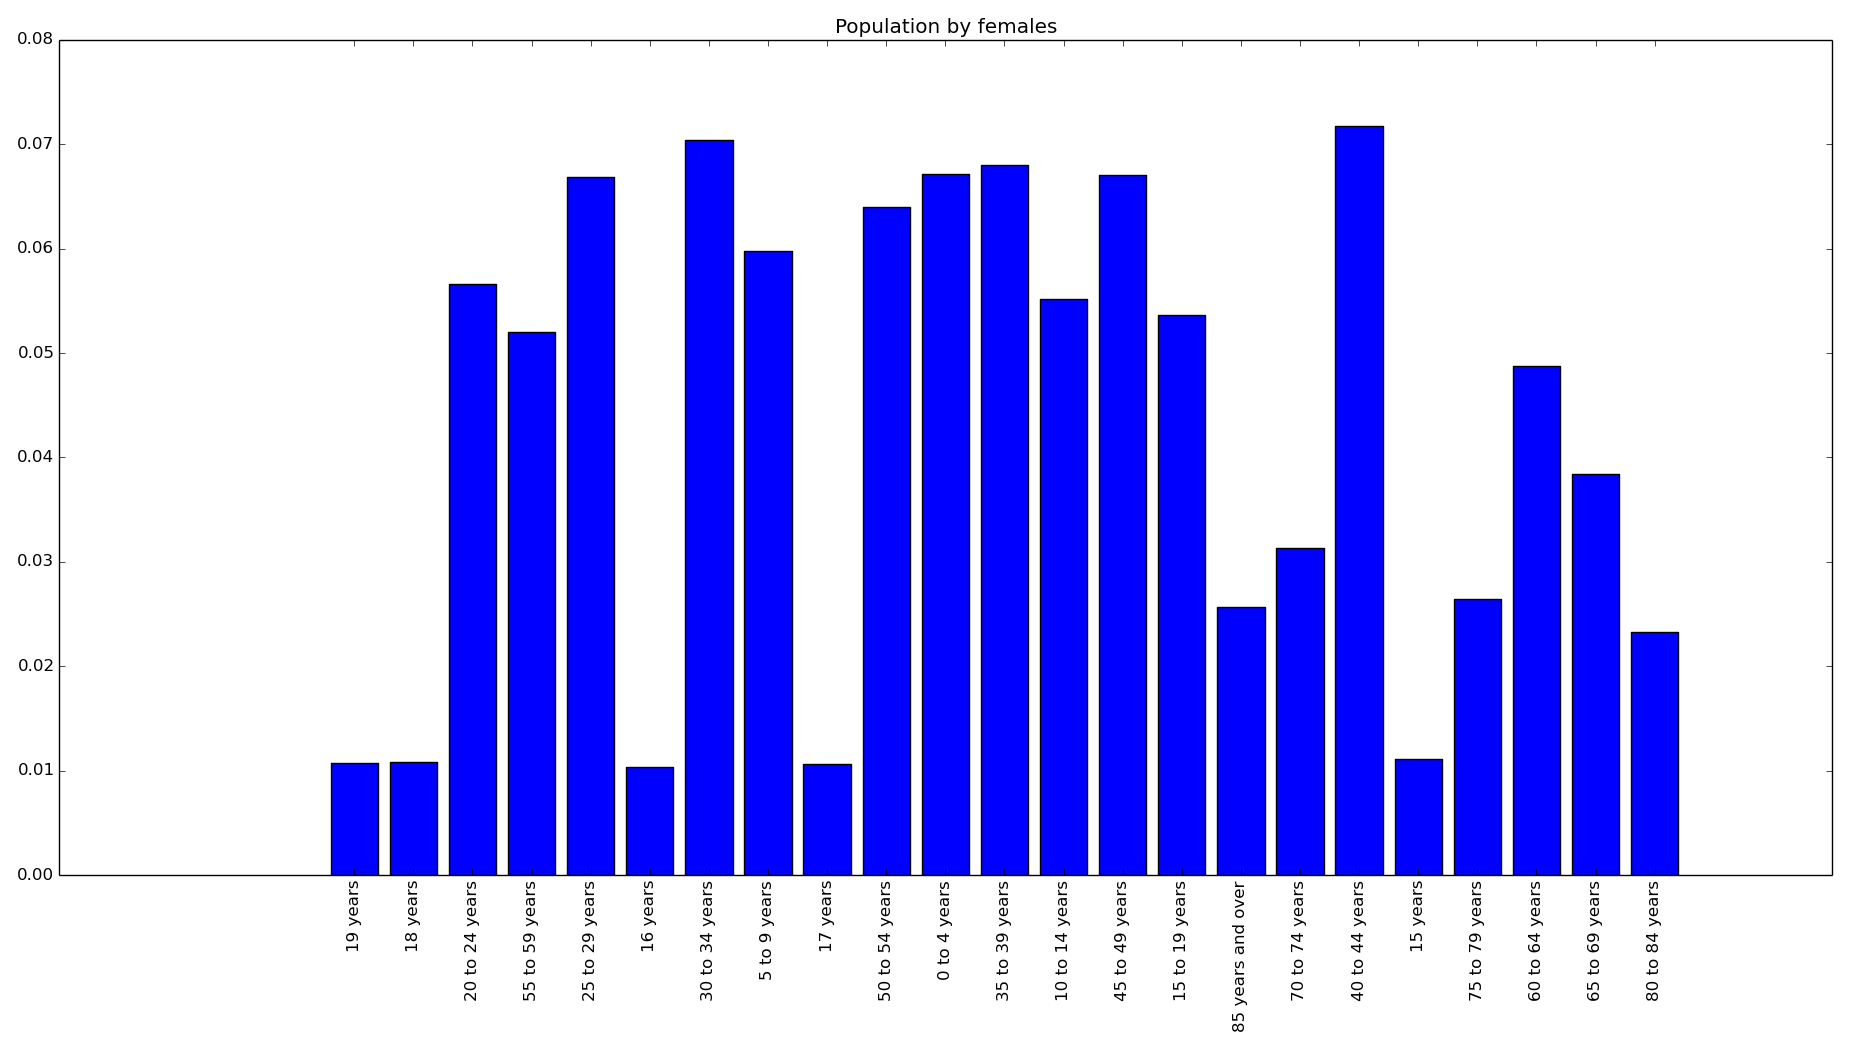 Population by females
0.08
0.07
0.06
0.05
0.04
0.03
0.02
0.01
0.00
19 years
18 years
20 to 24 years
55 to 59 years
25 to 29 years
16 years
30 to 34 years
5 to 9 years
17 years
50 to 54 years
0 to 4 years
35 to 39 years
10 to 14 years
45 to 49 years
15 to 19 years
85 years and over
70 to 74 years
40 to 44 years
15 years
75 to 79 years
60 to 64 years
65 to 69 years
80 to 84 years